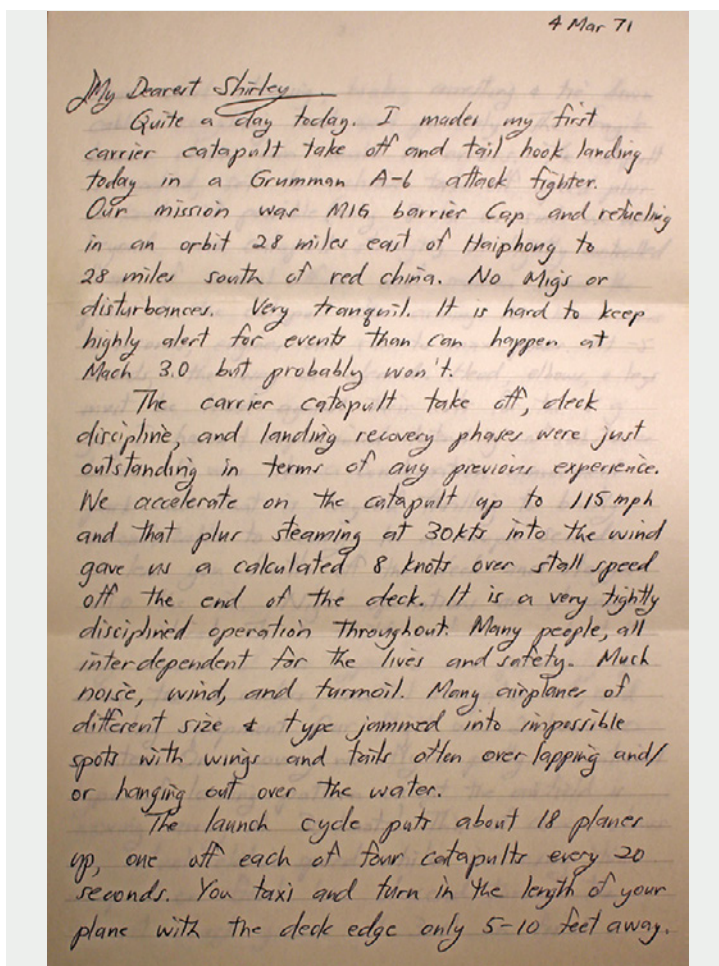 4 Mar 71
My Dearest Shirley
Quite a day today. I mader my first
carrier catapult take off and tail hook landing
today in a Grumman A-6 attack fighter.
Our mission was MIG barrier Cap and refueling
in an orbit 28 miles east of Haiphong to
28 miles south of red china. No Migs or
disturbances. Very tranquil. It is hard to keep
highly alert for events than can happen at
Mach 3.0 but probably won't.
The carrier catapult take off, deck
discipline, and landing recovery phases were just
outstanding in terms of any previous experience.
We accelerate on the catapult up to 115 mph
and that plus steaming at 30kts into the wind
gave us a calculated 8 knots over stall speed
off the end of the deck. It is a very tightly
disciplined operation throughout. Many people, all
interdependent for the lives and safety. Much
noise, wind, and turmoil. Many airplanes of
different size & type jammed into impossible
spots with wings and tails often over lapping and/
or hanging out over the water.
The launch cycle puts about 18 planes
up, one off each of four catapults every 20
seconds. You taxi and turn in the length of your
plane with the deck edge only 5-10 feet away.